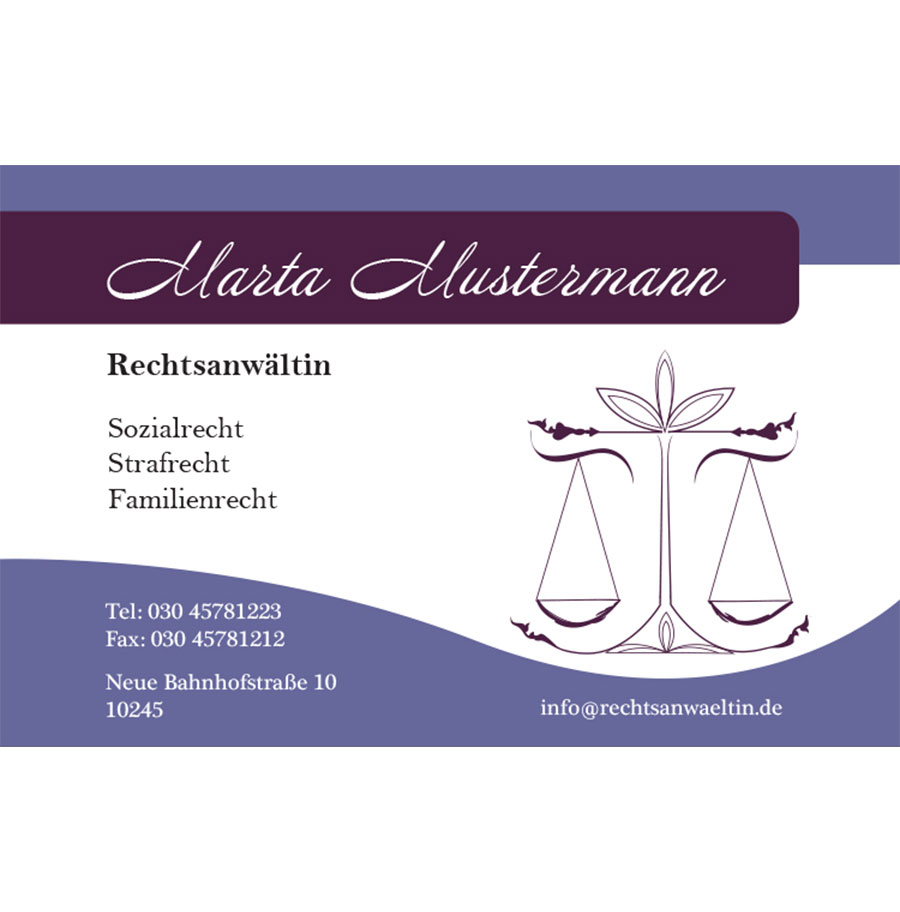 Marta Mustermann
Rechtsanwältin
Sozialrecht
Strafrecht
Familienrecht
Tel: 030 45781223
Fax: 030 45781212
Neue Bahnhofstraße 10
10245
info@rechtsanwaeltin.de